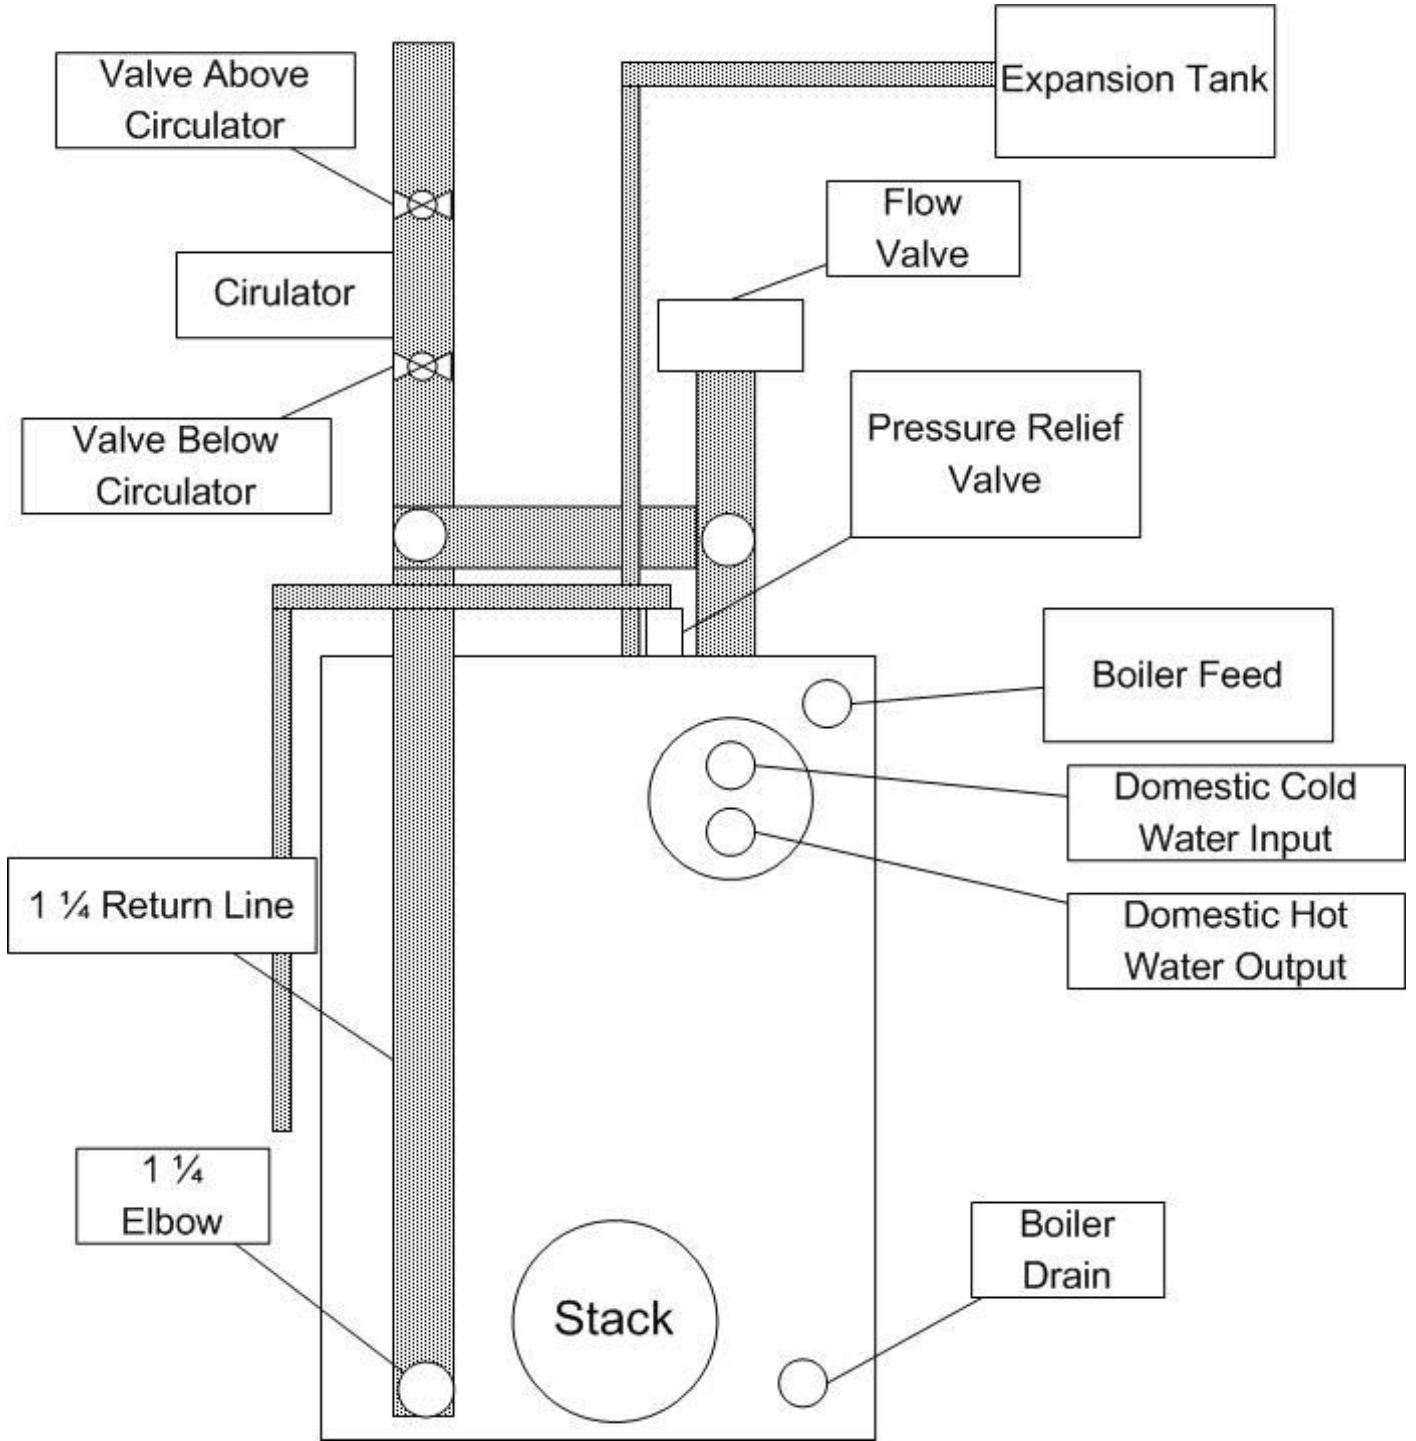 Valve Above
Circulator
Expansion Tank
Flow
Valve
Cirulator
Pressure Relief
Valve
Valve Below
Circulator
Boiler Feed
Domestic Cold
Water Input
1 ¼ Return Line
Domestic Hot
Water Output
1 ¼
Elbow
Boiler
Drain
Stack